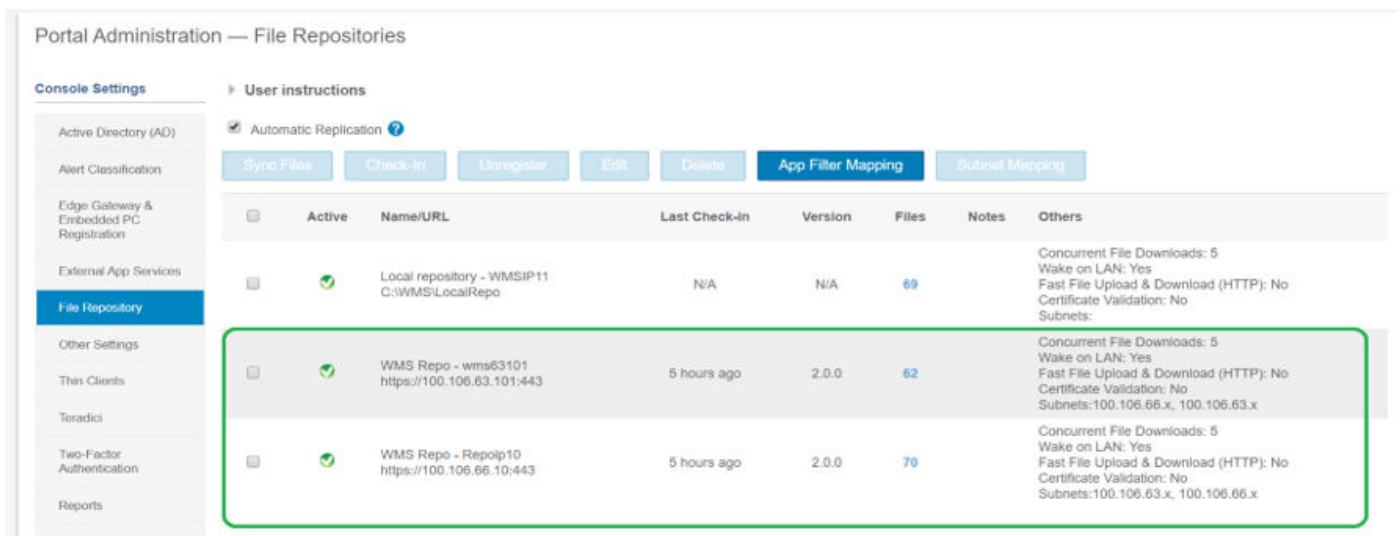 Portal Administration — File Repositories
Console Settings
Active Directory (AD)
Alert Classification
Edge Gateway &
Embedded PC
Registration
External App Services
File Repository
Other Settings
Thin Clients
Teradici
Two-Factor
Authentication
Reports
User instructions
Automatic Replication ?
Sync Files Check-In Unregister Edit Delete App Filter Mapping Subnet Mapping
Active Name/URL Last Check-in Version Files Notes Others
Local repository - WMSIP11
C:\WMS\LocalRepo
N/A N/A 69
Concurrent File Downloads: 5
Wake on LAN: Yes
Fast File Upload & Download (HTTP): No
Certificate Validation: No
Subnets:
WMS Repo - wms63101
https://100.106.63.101:443
5 hours ago 2.0.0 62
Concurrent File Downloads: 5
Wake on LAN: Yes
Fast File Upload & Download (HTTP): No
Certificate Validation: No
Subnets:100.106.66.x, 100.106.63.x
WMS Repo - Repoip10
https://100.106.66.10:443
5 hours ago 2.0.0 70
Concurrent File Downloads: 5
Wake on LAN: Yes
Fast File Upload & Download (HTTP): No
Certificate Validation: No
Subnets:100.106.63.x, 100.106.66.x